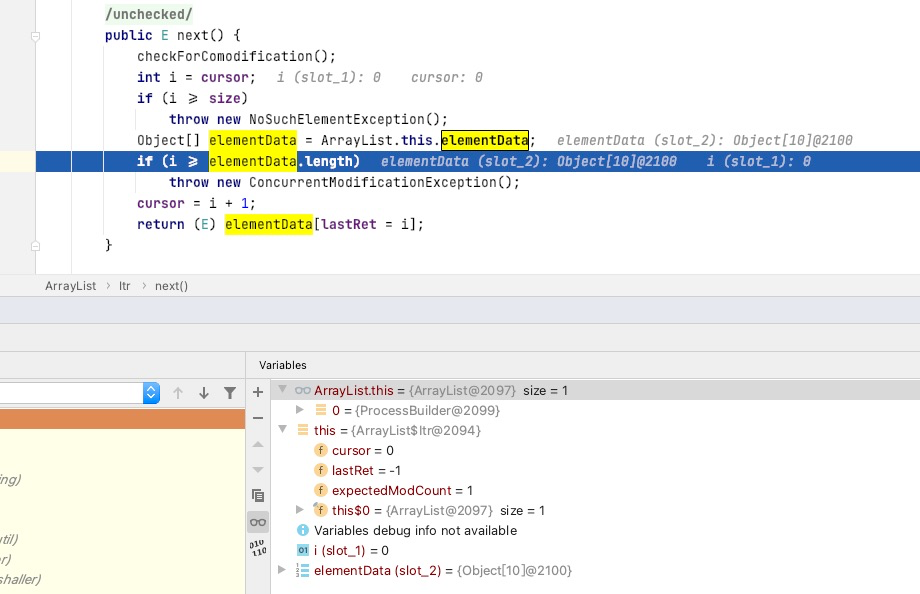 /unchecked/
public E next() {
checkForComodification();
int i = cursor; i (slot_1): 0 cursor: 0
if (i ⩾ size)
throw new NoSuchElementException();
Object[] elementData = ArrayList.this.elementData; elementData (slot_2): Object[10]@2100
if (i ⩾ elementData.length) elementData (slot_2): Object[10]@2100 i (slot_1): 0
throw new ConcurrentModificationException();
cursor = i + 1;
return (E) elementData[lastRet = i];
}
ArrayList › Itr › next()
Variables
ArrayList.this = {ArrayList@2097} size = 1
0 = {ProcessBuilder@2099}
this = {ArrayList$Itr@2094}
f cursor = 0
f lastRet = -1
f expectedModCount = 1
f this$0 = {ArrayList@2097} size = 1
i Variables debug info not available
01 i (slot_1) = 0
elementData (slot_2) = {Object[10]@2100}
ing)
util)
or)
shaller)